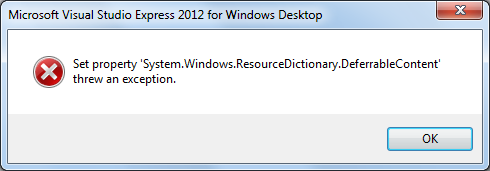 Microsoft Visual Studio Express 2012 for Windows Desktop
Set property 'System.Windows.ResourceDictionary.DeferrableContent'
threw an exception.
OK